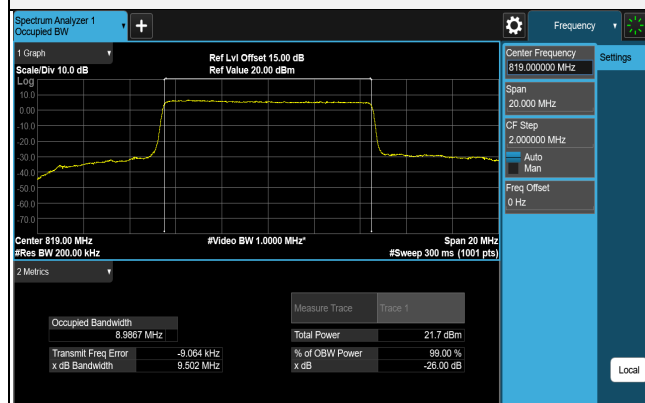 Spectrum Analyzer 1
Occupied BW
+
Frequency
1 Graph
Ref Lvl Offset 15.00 dB
Scale/Div 10.0 dB
Ref Value 20.00 dBm
Log
10.0
0.00
-10.0
-20.0
-30.0
-40.0
-50.0
-60.0
-70.0
Center 819.00 MHz
#Video BW 1.0000 MHz*
Span 20 MHz
#Res BW 200.00 kHz
#Sweep 300 ms (1001 pts)
Center Frequency
819.000000 MHz
Settings
Span
20.000 MHz
CF Step
2.000000 MHz
Auto
Man
Freq Offset
0 Hz
Local
2 Metrics
Measure Trace Trace 1
Occupied Bandwidth
8.9867 MHz
Total Power 21.7 dBm
Transmit Freq Error -9.064 kHz
% of OBW Power 99.00 %
x dB Bandwidth 9.502 MHz
x dB -26.00 dB